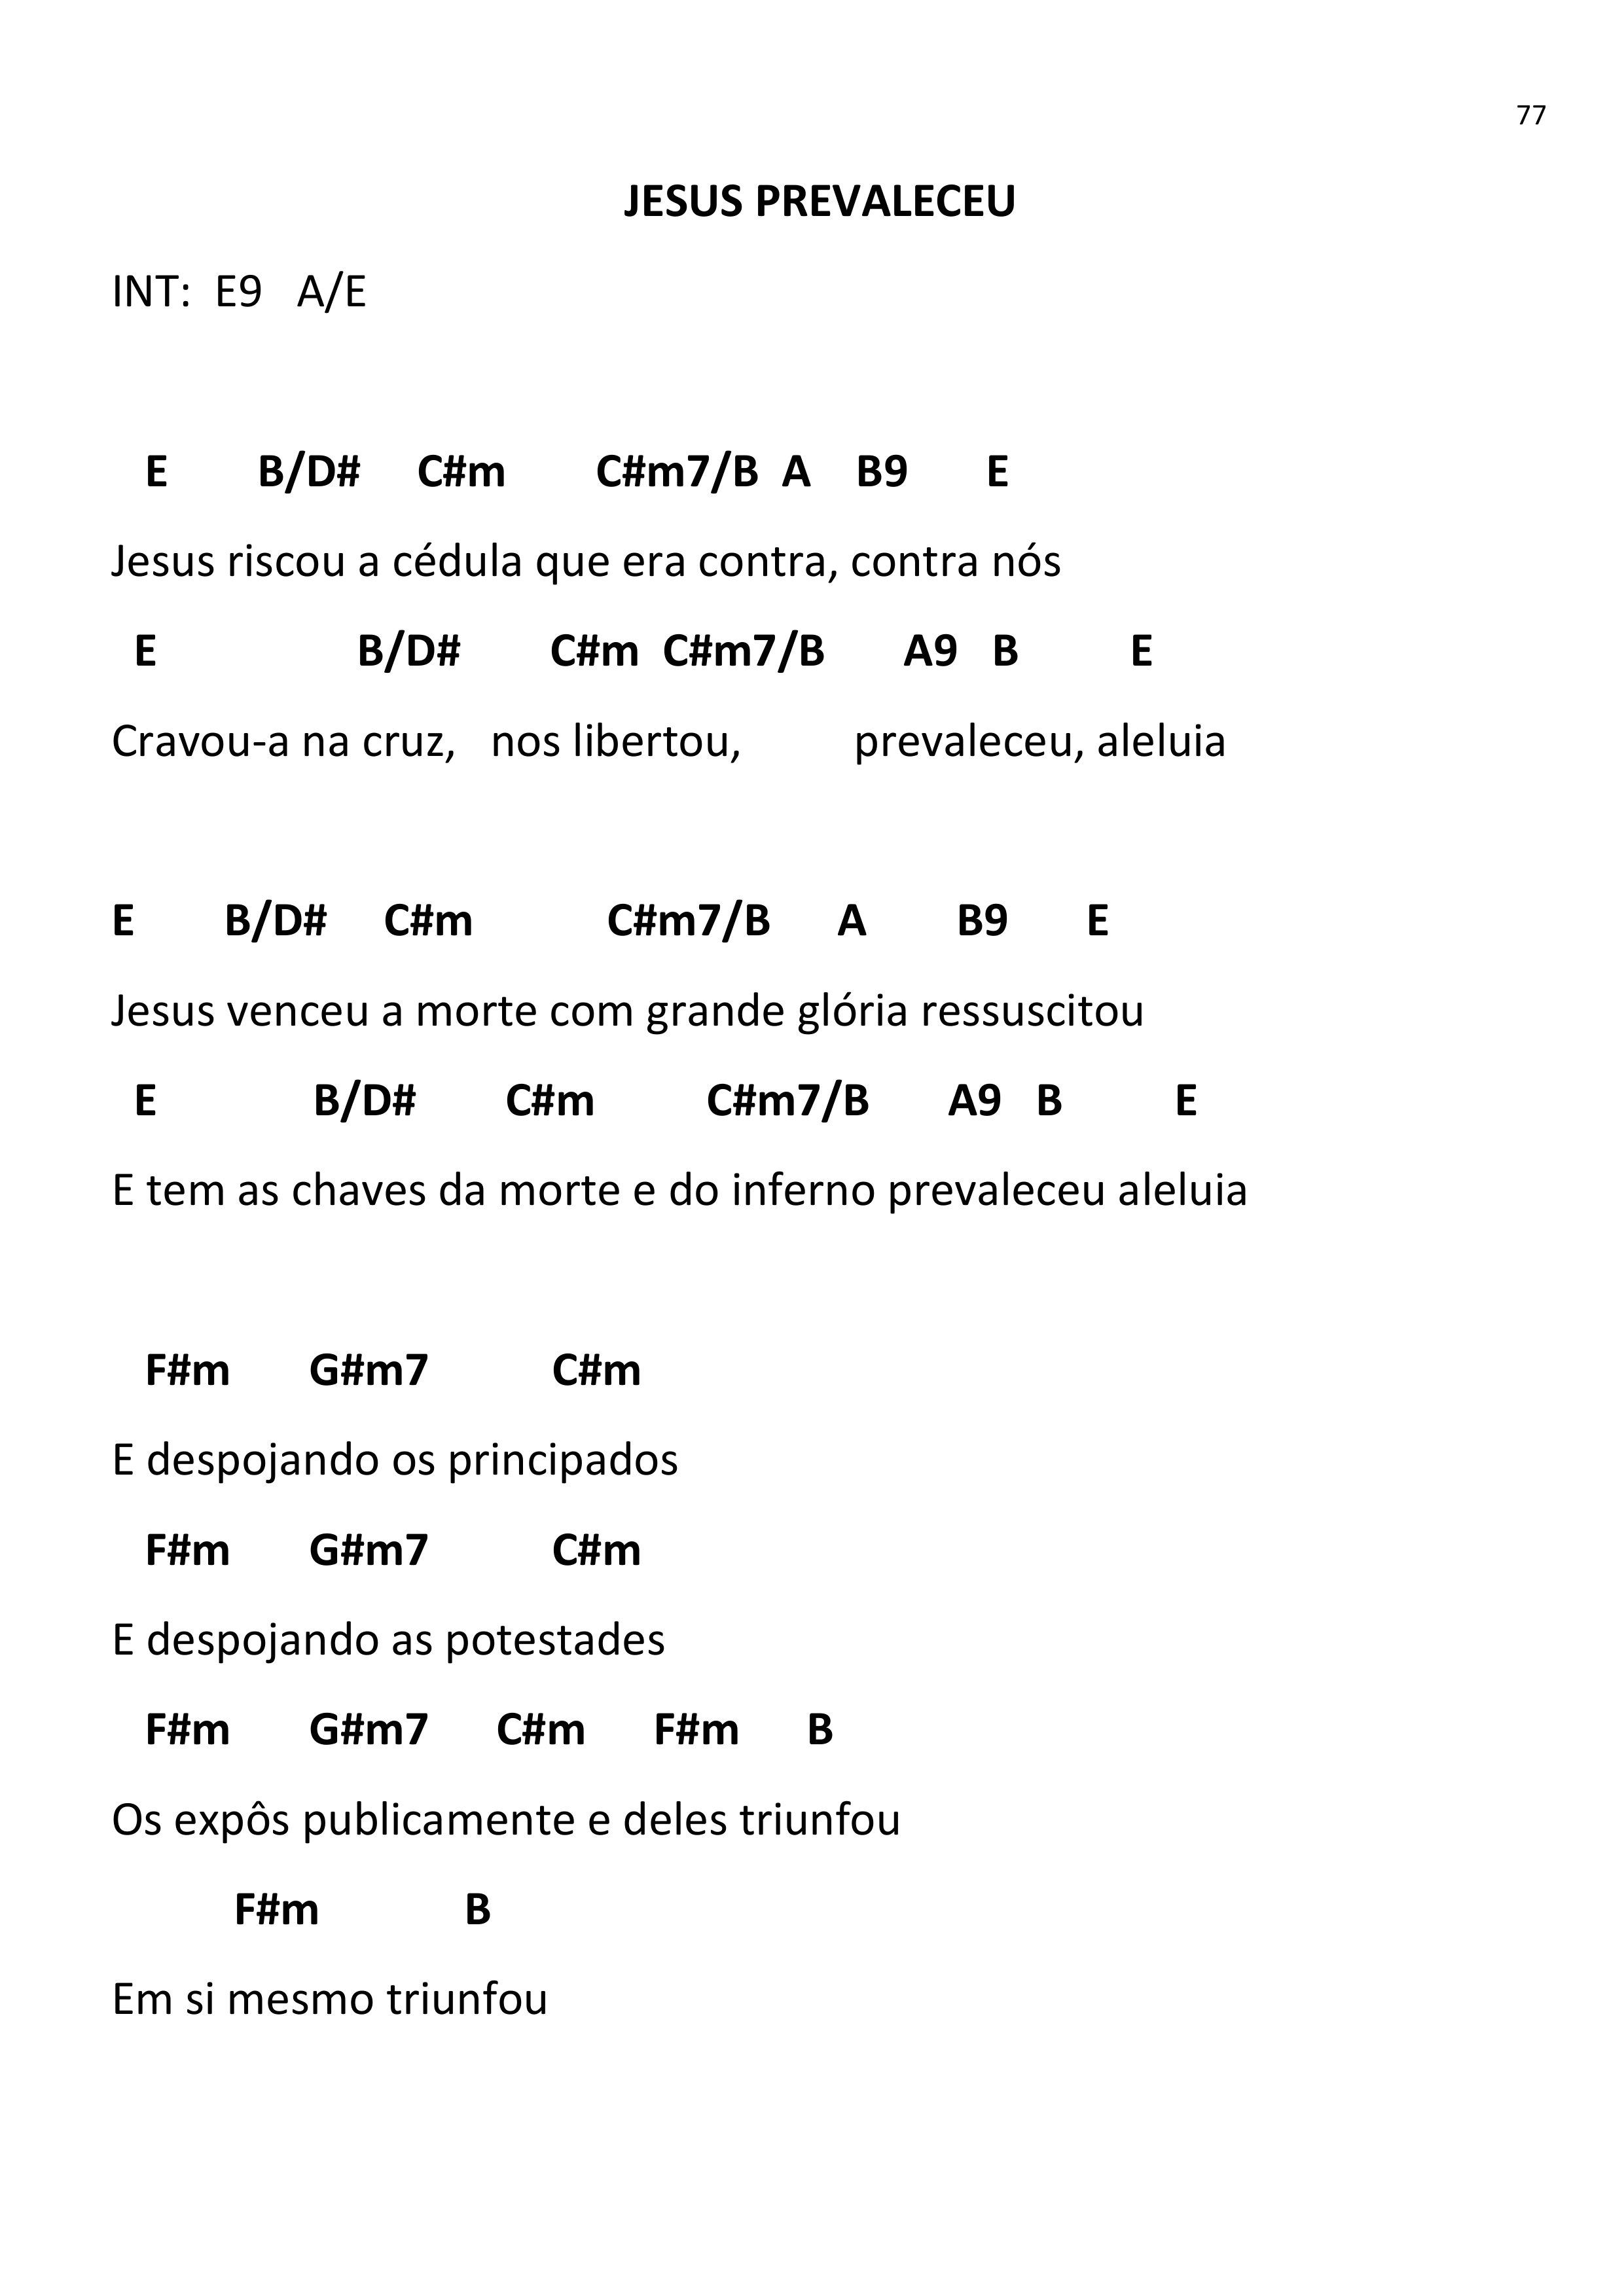 77
JESUS PREVALECEU
INT: E9 A/E
E B/D# C#m C#m7/B A B9 E
Jesus riscou a cédula que era contra, contra nós
E B/D# C#m C#m7/B A9 B E
Cravou-a na cruz, nos libertou, prevaleceu, aleluia
E B/D# C#m C#m7/B A B9 E
Jesus venceu a morte com grande glória ressuscitou
E B/D# C#m C#m7/B A9 B E
E tem as chaves da morte e do inferno prevaleceu aleluia
F#m G#m7 C#m
E despojando os principados
F#m G#m7 C#m
E despojando as potestades
F#m G#m7 C#m F#m B
Os expôs publicamente e deles triunfou
F#m B
Em si mesmo triunfou